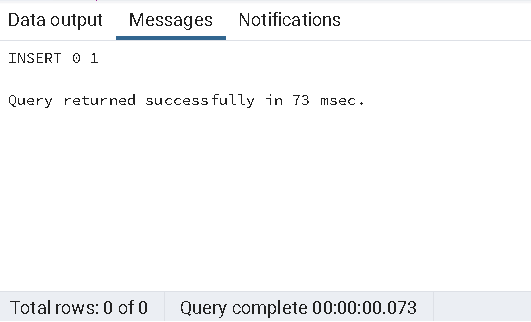 Data output Messages Notifications
INSERT 0 1
Query returned successfully in 73 msec.
Total rows: 0 of 0 Query complete 00:00:00.073